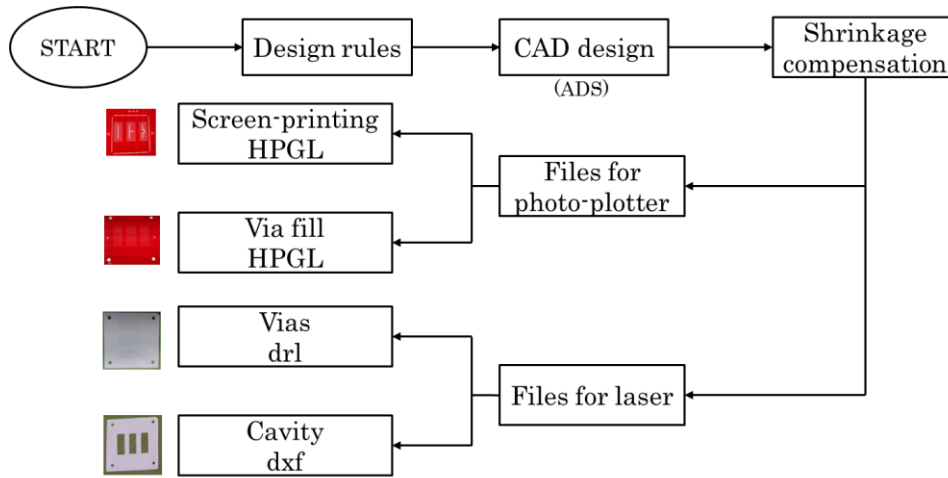 START
Design rules
CAD design
(ADS)
Shrinkage
compensation
Screen-printing
HPGL
Files for
photo-plotter
Via fill
HPGL
Vias
drl
Files for laser
Cavity
dxf